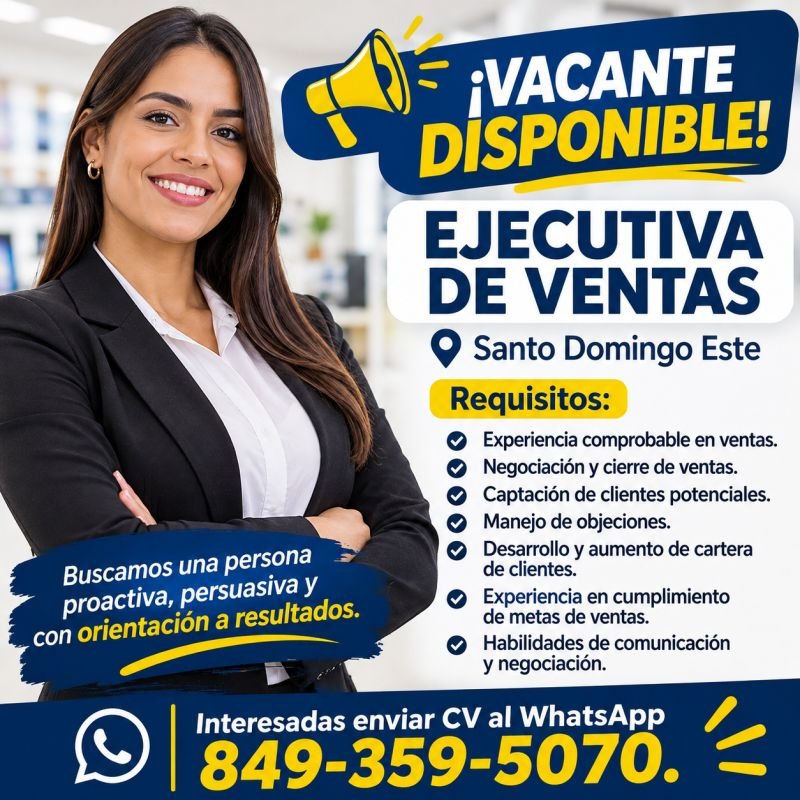 ¡VACANTE
DISPONIBLE!
EJECUTIVA
DE VENTAS
Santo Domingo Este
Requisitos:
Experiencia comprobable en ventas.
Negociación y cierre de ventas.
Captación de clientes potenciales.
Manejo de objeciones.
Desarrollo y aumento de cartera
de clientes.
Experiencia en cumplimiento
de metas de ventas.
Habilidades de comunicación
y negociación.
Buscamos una persona
proactiva, persuasiva y
con orientación a resultados.
Interesadas enviar CV al WhatsApp
849-359-5070.